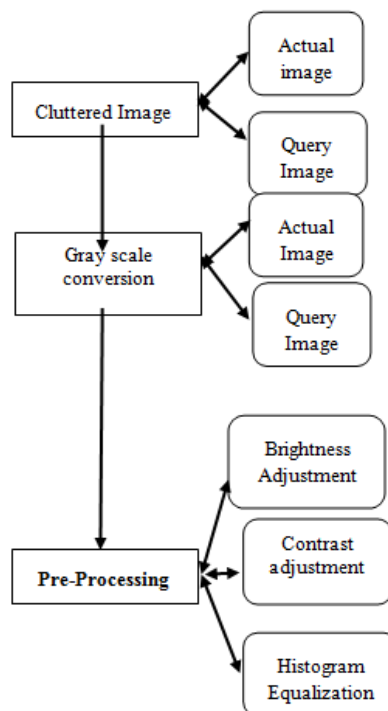 Actual
image
Cluttered Image
Query
Image
Actual
Image
Gray scale
conversion
Query
Image
Brightness
Adjustment
Contrast
adjustment
Pre-Processing
Histogram
Equalization